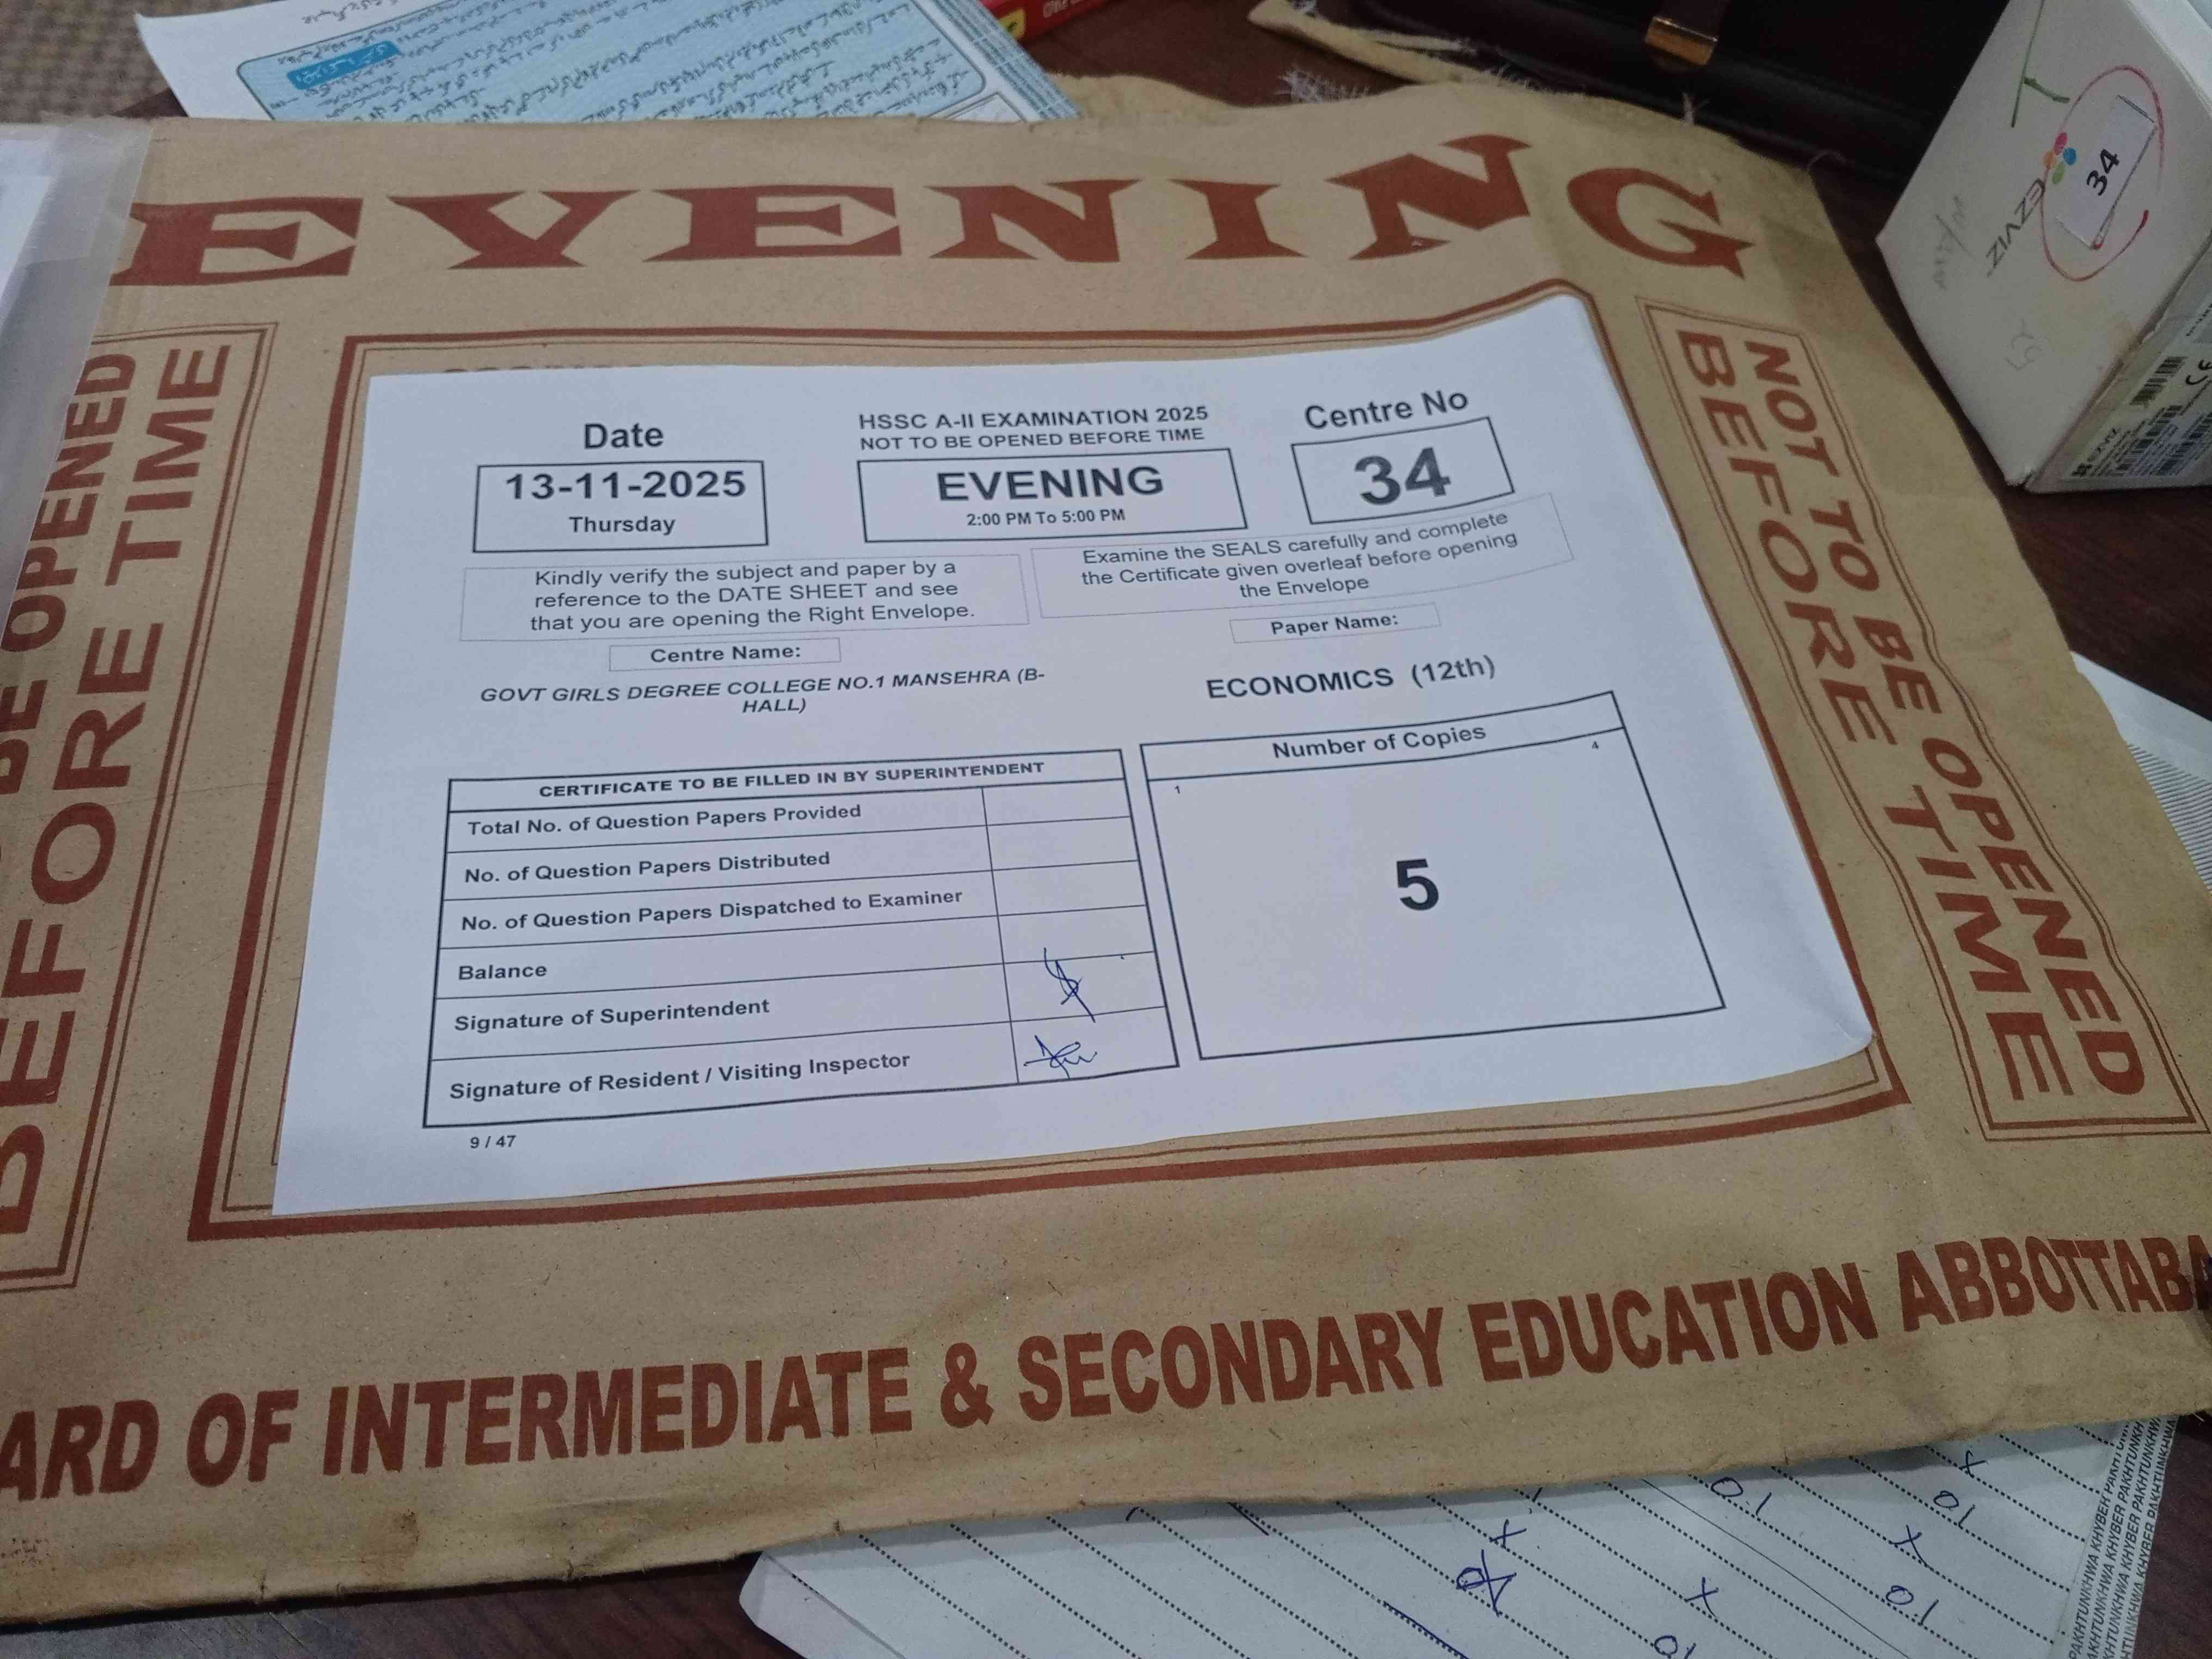 EVENING
BE OPENED
BEFORE TIME
NOT TO BE OPENED
BEFORE TIME
Date
13-11-2025
Thursday
HSSC A-II EXAMINATION 2025
NOT TO BE OPENED BEFORE TIME
EVENING
2:00 PM To 5:00 PM
Centre No
34
Kindly verify the subject and paper by a
reference to the DATE SHEET and see
that you are opening the Right Envelope.
Examine the SEALS carefully and complete
the Certificate given overleaf before opening
the Envelope
Centre Name:
GOVT GIRLS DEGREE COLLEGE NO.1 MANSEHRA (B-
HALL)
Paper Name:
ECONOMICS (12th)
CERTIFICATE TO BE FILLED IN BY SUPERINTENDENT
Total No. of Question Papers Provided
No. of Question Papers Distributed
No. of Question Papers Dispatched to Examiner
Balance
Signature of Superintendent
Signature of Resident / Visiting Inspector
Number of Copies
1
4
5
9 / 47
ARD OF INTERMEDIATE & SECONDARY EDUCATION ABBOTTABA
34
EZVIZ
PAKHTUNKHWA KHYBER PAKHTUNKHWA